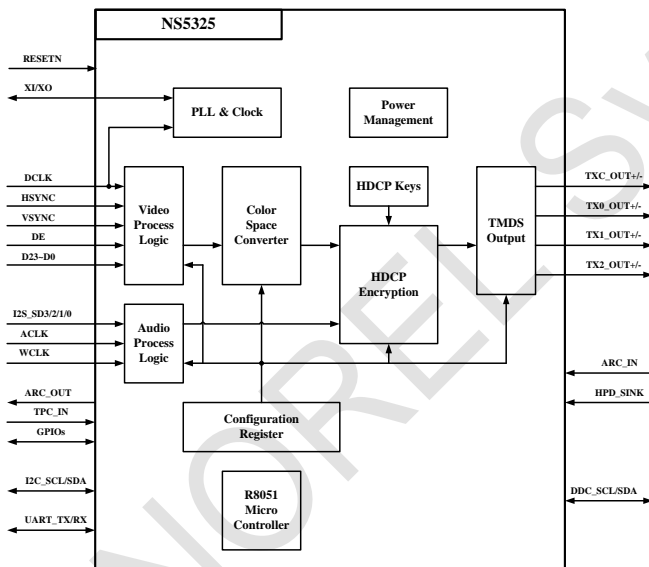 NS5325
RESETN
XI/XO
PLL & Clock
Power
Management
DCLK
HSYNC
VSYNC
DE
D23~D0
Video
Process
Logic
Color
Space
Converter
HDCP Keys
HDCP
Encryption
TMDS
Output
TXC_OUT+/-
TX0_OUT+/-
TX1_OUT+/-
TX2_OUT+/-
I2S_SD3/2/1/0
ACLK
WCLK
Audio
Process
Logic
ARC_OUT
TPC_IN
GPIOs
Configuration
Register
ARC_IN
HPD_SINK
I2C_SCL/SDA
UART_TX/RX
R8051
Micro
Controller
DDC_SCL/SDA
NOREL Sy